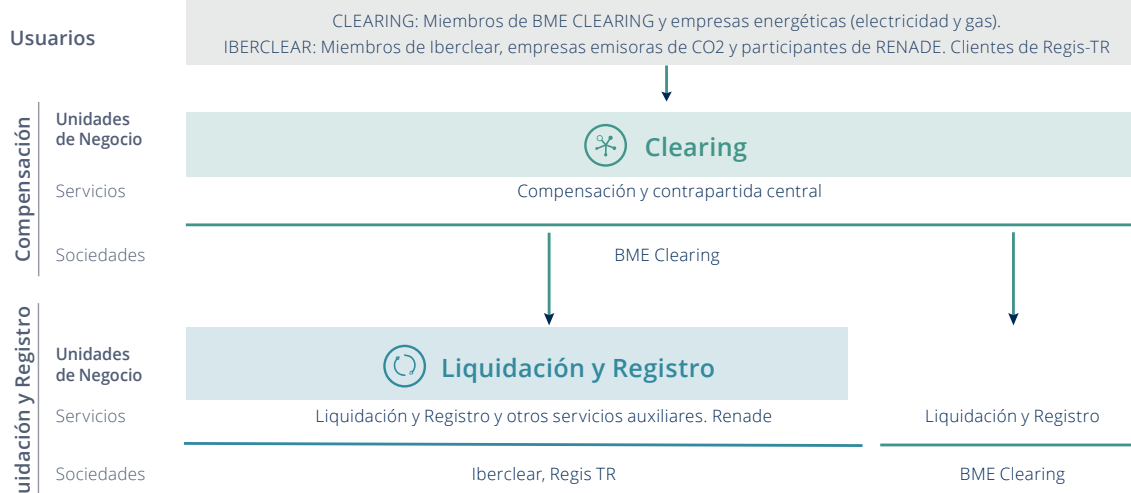 Usuarios
CLEARING: Miembros de BME CLEARING y empresas energéticas (electricidad y gas).
IBERCLEAR: Miembros de Iberclear, empresas emisoras de CO2 y participantes de RENADE. Clientes de Regis-TR
Compensación
Unidades
de Negocio
Clearing
Servicios
Compensación y contrapartida central
Sociedades
BME Clearing
uidación y Registro
Unidades
de Negocio
Liquidación y Registro
Servicios
Liquidación y Registro y otros servicios auxiliares. Renade
Liquidación y Registro
Sociedades
Iberclear, Regis TR
BME Clearing